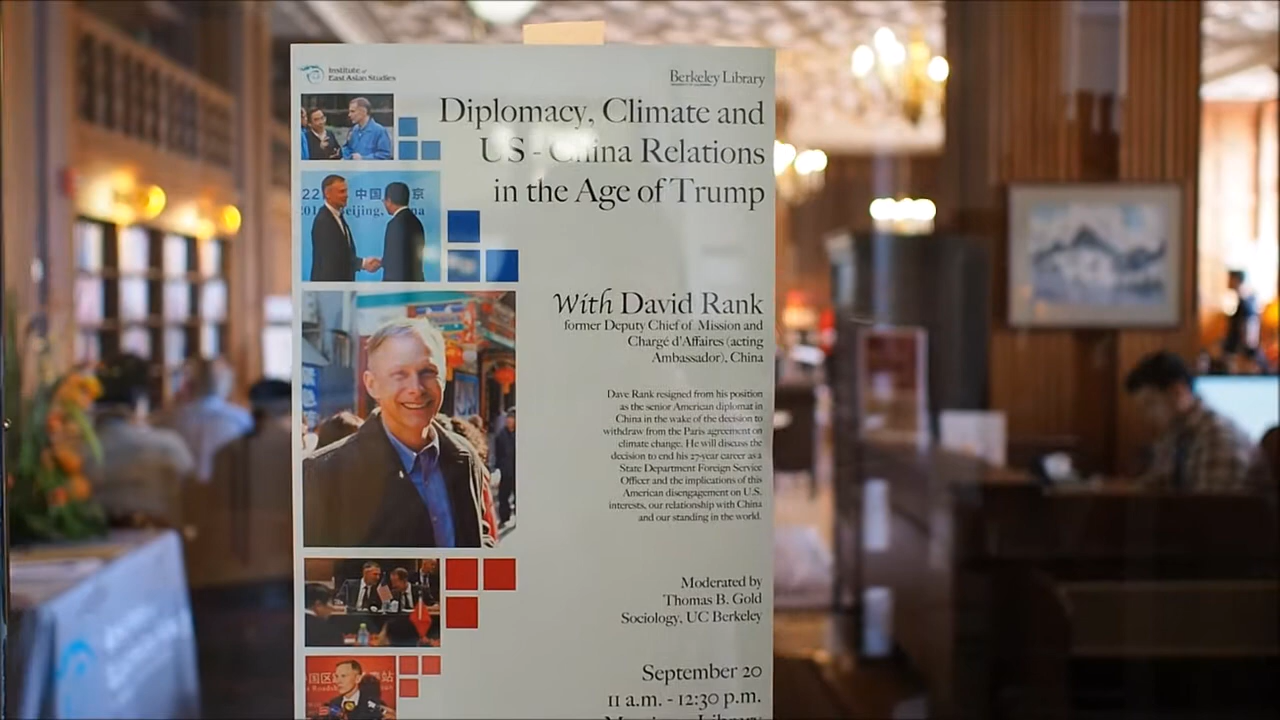 Institute of
East Asian Studies
Berkeley Library
Diplomacy, Climate and
US - China Relations
in the Age of Trump
With David Rank
former Deputy Chief of Mission and
Chargé d'Affaires (acting
Ambassador), China
Dave Rank resigned from his position
as the senior American diplomat in
China in the wake of the decision to
withdraw from the Paris agreement on
climate change. He will discuss the
decision to end his 27-year career as a
State Department Foreign Service
Officer and the implications of this
American disengagement on U.S.
interests, our relationship with China
and our standing in the world.
Moderated by
Thomas B. Gold
Sociology, UC Berkeley
September 20
11 a.m. - 12:30 p.m.